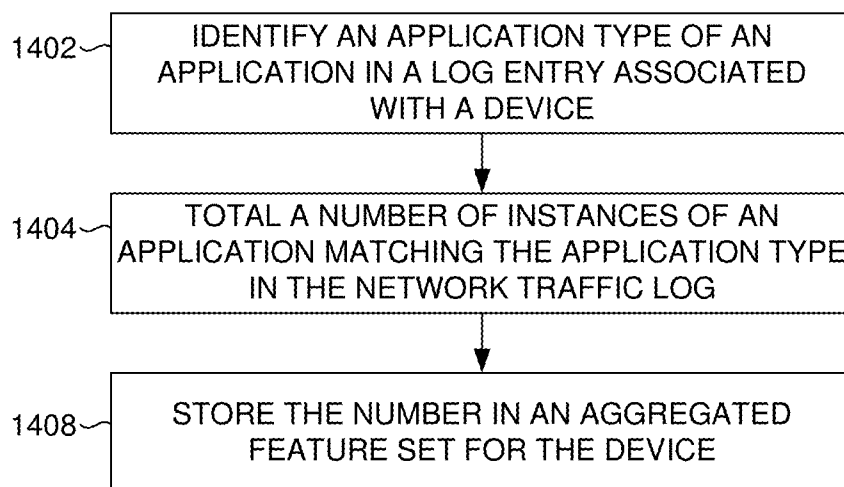 1402
IDENTIFY AN APPLICATION TYPE OF AN
APPLICATION IN A LOG ENTRY ASSOCIATED
WITH A DEVICE
1404
TOTAL A NUMBER OF INSTANCES OF AN
APPLICATION MATCHING THE APPLICATION TYPE
IN THE NETWORK TRAFFIC LOG
1408
STORE THE NUMBER IN AN AGGREGATED
FEATURE SET FOR THE DEVICE